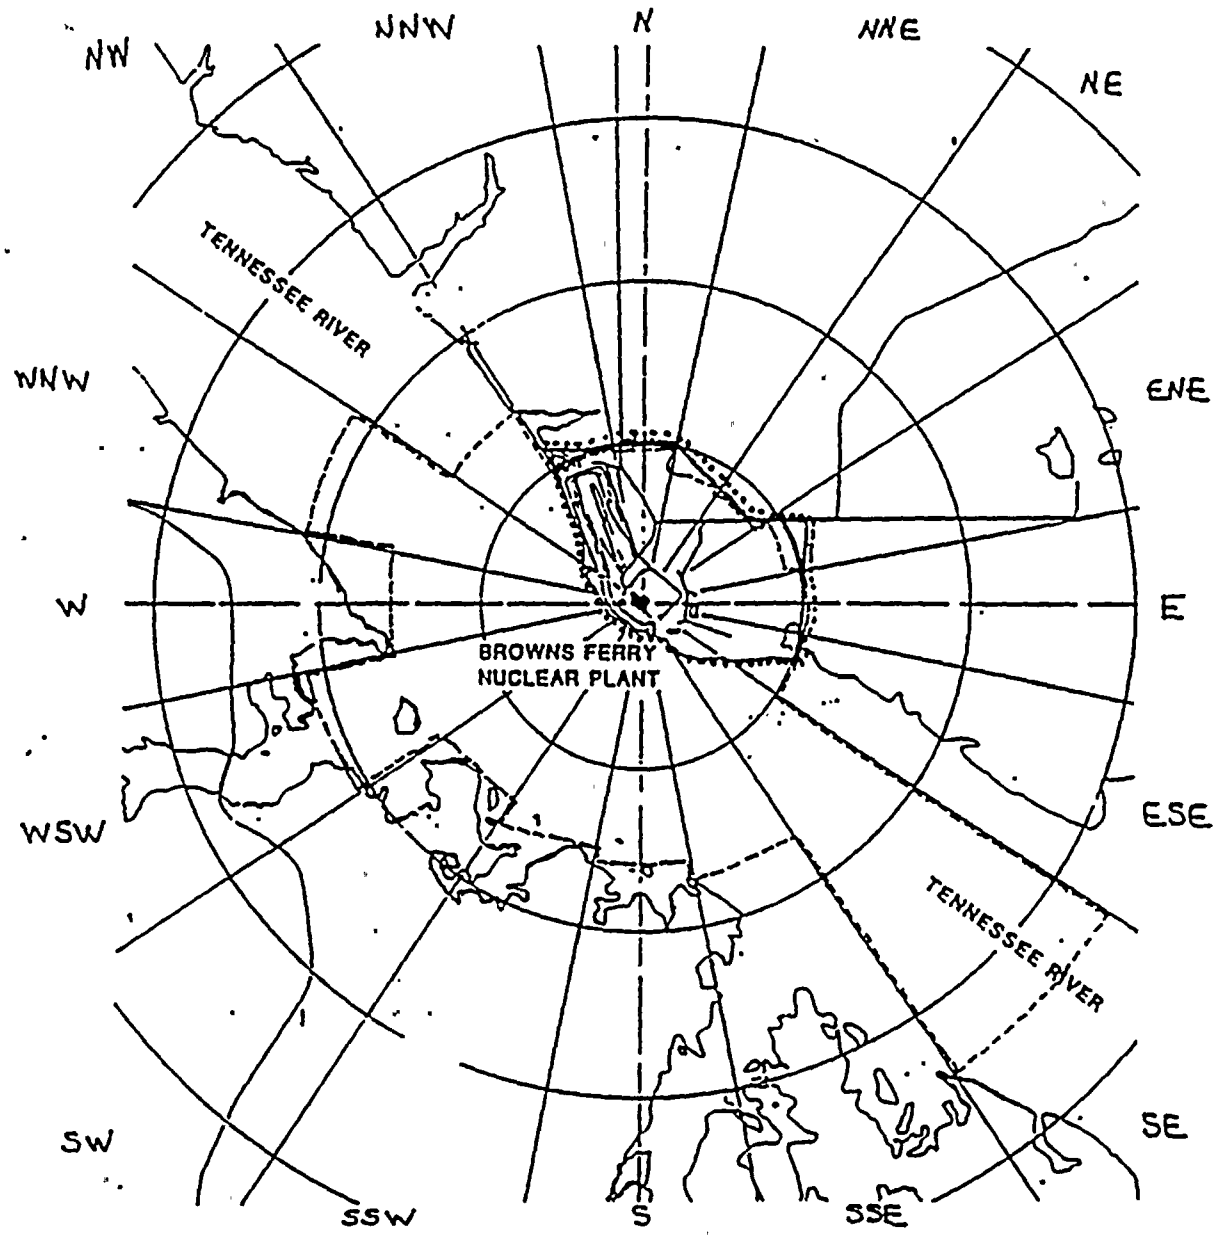 NNW
N
NNE
NW
NE
TENNESSEE RIVER
WNW
ENE
W
E
BROWNS FERRY
NUCLEAR PLANT
WSW
ESE
TENNESSEE RIVER
SW
SE
SSW
S
SSE